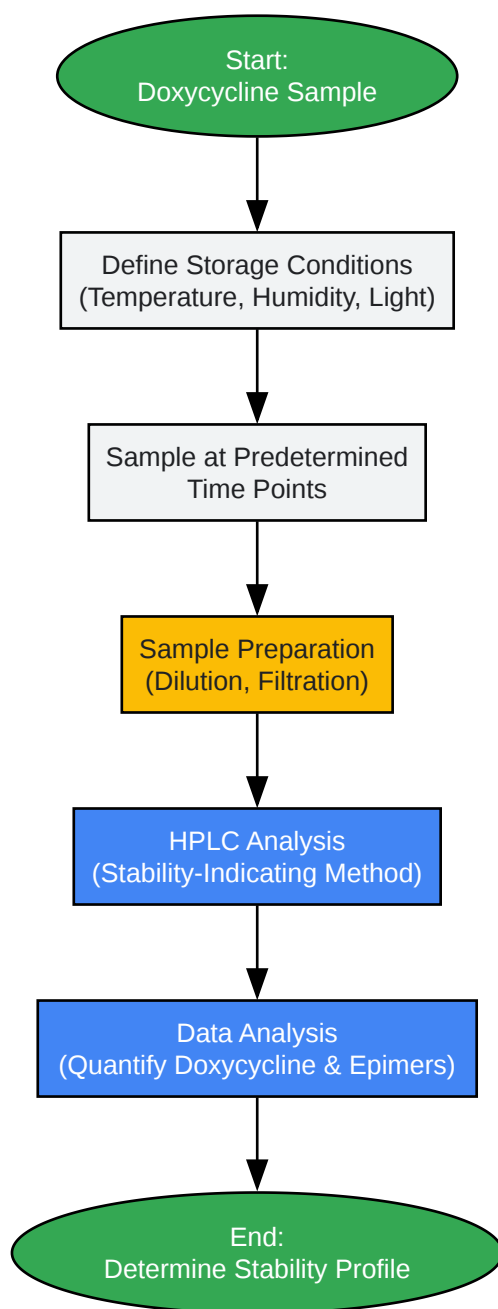 Start:
Doxycycline Sample
Define Storage Conditions
(Temperature, Humidity, Light)
Sample at Predetermined
Time Points
Sample Preparation
(Dilution, Filtration)
HPLC Analysis
(Stability-Indicating Method)
Data Analysis
(Quantify Doxycycline & Epimers)
End:
Determine Stability Profile